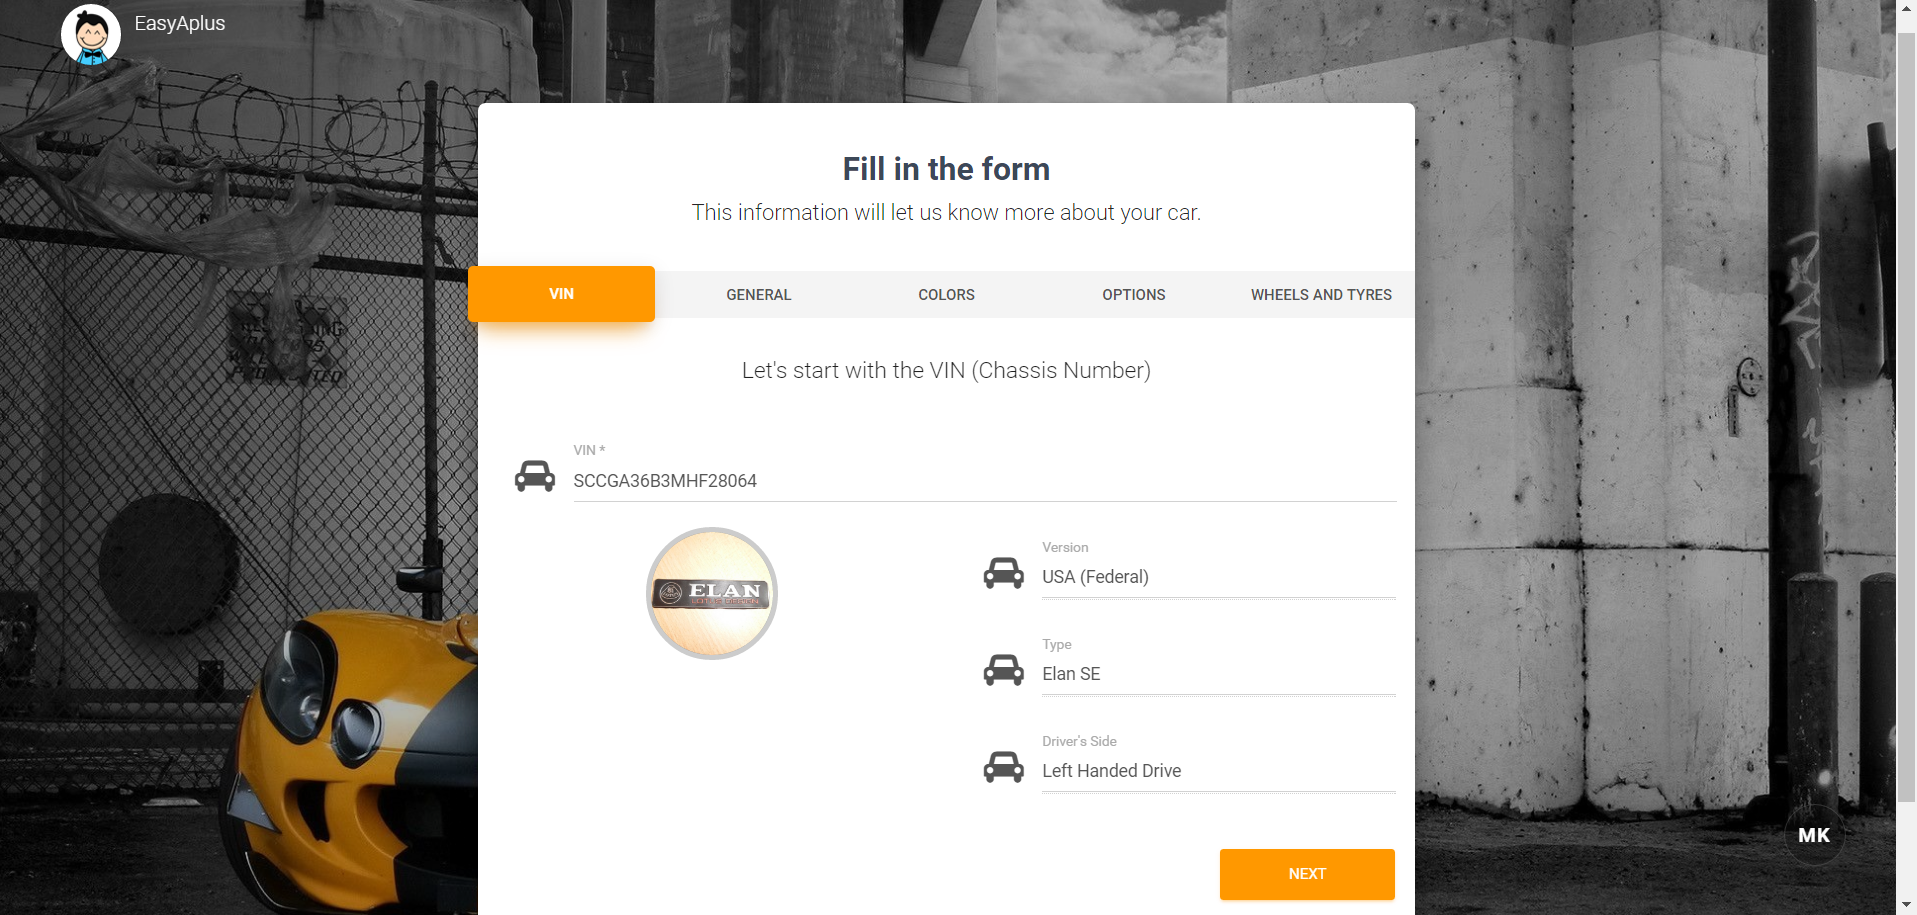 EasyAplus
Fill in the form
This information will let us know more about your car.
VIN
GENERAL
COLORS
OPTIONS
WHEELS AND TYRES
Let's start with the VIN (Chassis Number)
VIN *
SCCGA36B3MHF28064
ELAN
Version
USA (Federal)
Type
Elan SE
Driver's Side
Left Handed Drive
NEXT
MK